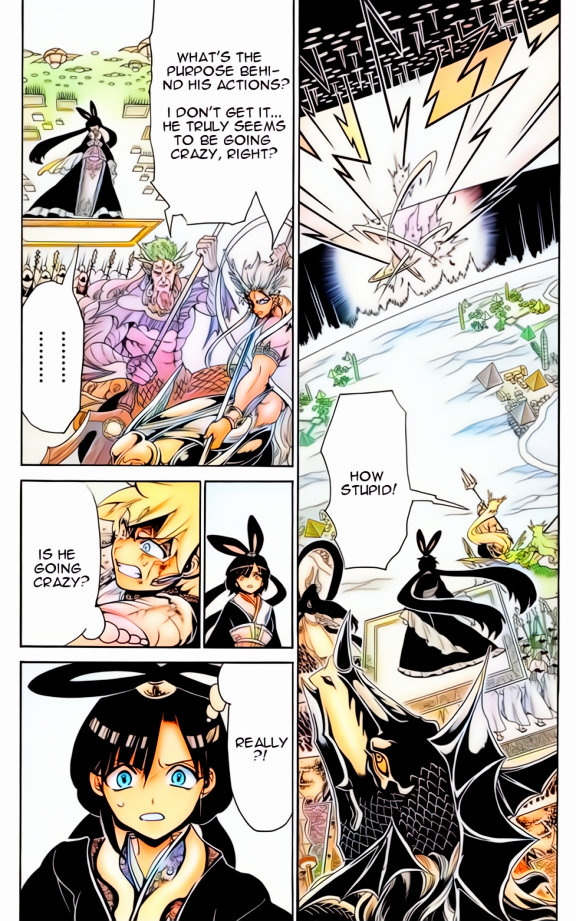 HOW
STUPID!
WHAT'S THE
PURPOSE BEHI-
ND HIS ACTIONS?
I DON'T GET IT...
HE TRULY SEEMS
TO BE GOING
CRAZY, RIGHT?
.........
.........
IS HE
GOING
CRAZY?
REALLY
?!